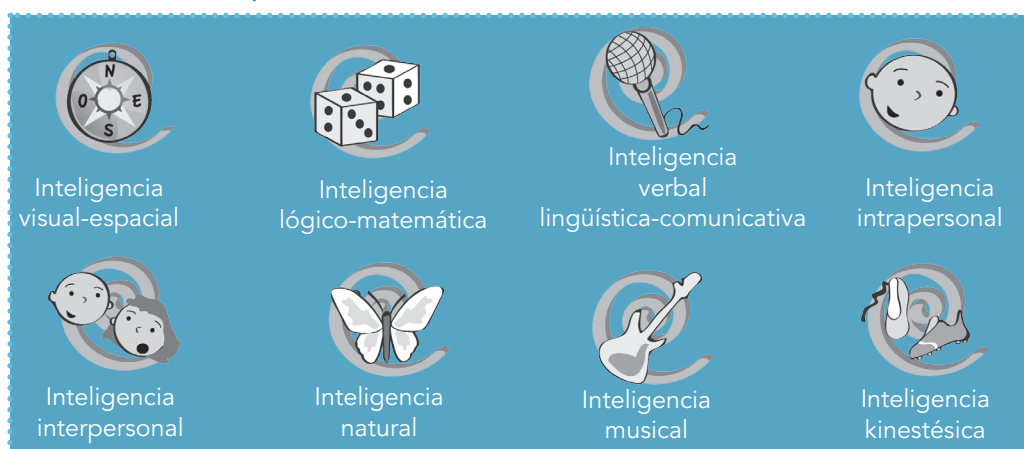 N
O E
S
Inteligencia
visual-espacial
Inteligencia
lógico-matemática
Inteligencia
verbal
lingüística-comunicativa
Inteligencia
intrapersonal
Inteligencia
interpersonal
Inteligencia
natural
Inteligencia
musical
Inteligencia
kinestésica